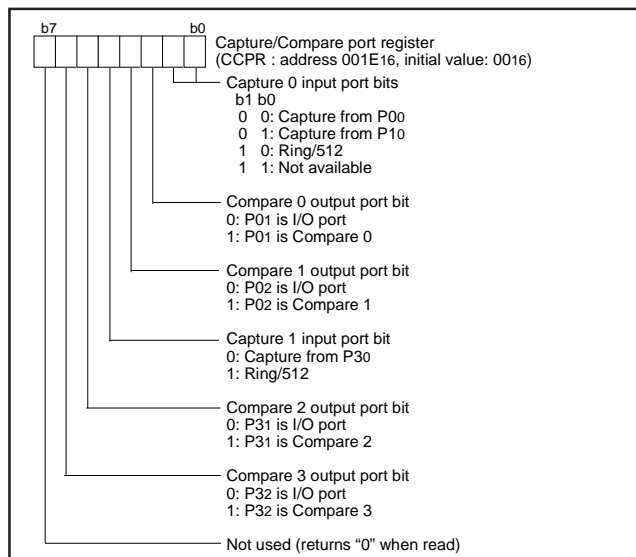 b7 b0
Capture/Compare port register
(CCPR : address 001E16, initial value: 0016)
Capture 0 input port bits
b1 b0
0 0: Capture from P00
0 1: Capture from P10
1 0: Ring/512
1 1: Not available
Compare 0 output port bit
0: P01 is I/O port
1: P01 is Compare 0
Compare 1 output port bit
0: P02 is I/O port
1: P02 is Compare 1
Capture 1 input port bit
0: Capture from P30
1: Ring/512
Compare 2 output port bit
0: P31 is I/O port
1: P31 is Compare 2
Compare 3 output port bit
0: P32 is I/O port
1: P32 is Compare 3
Not used (returns “0” when read)